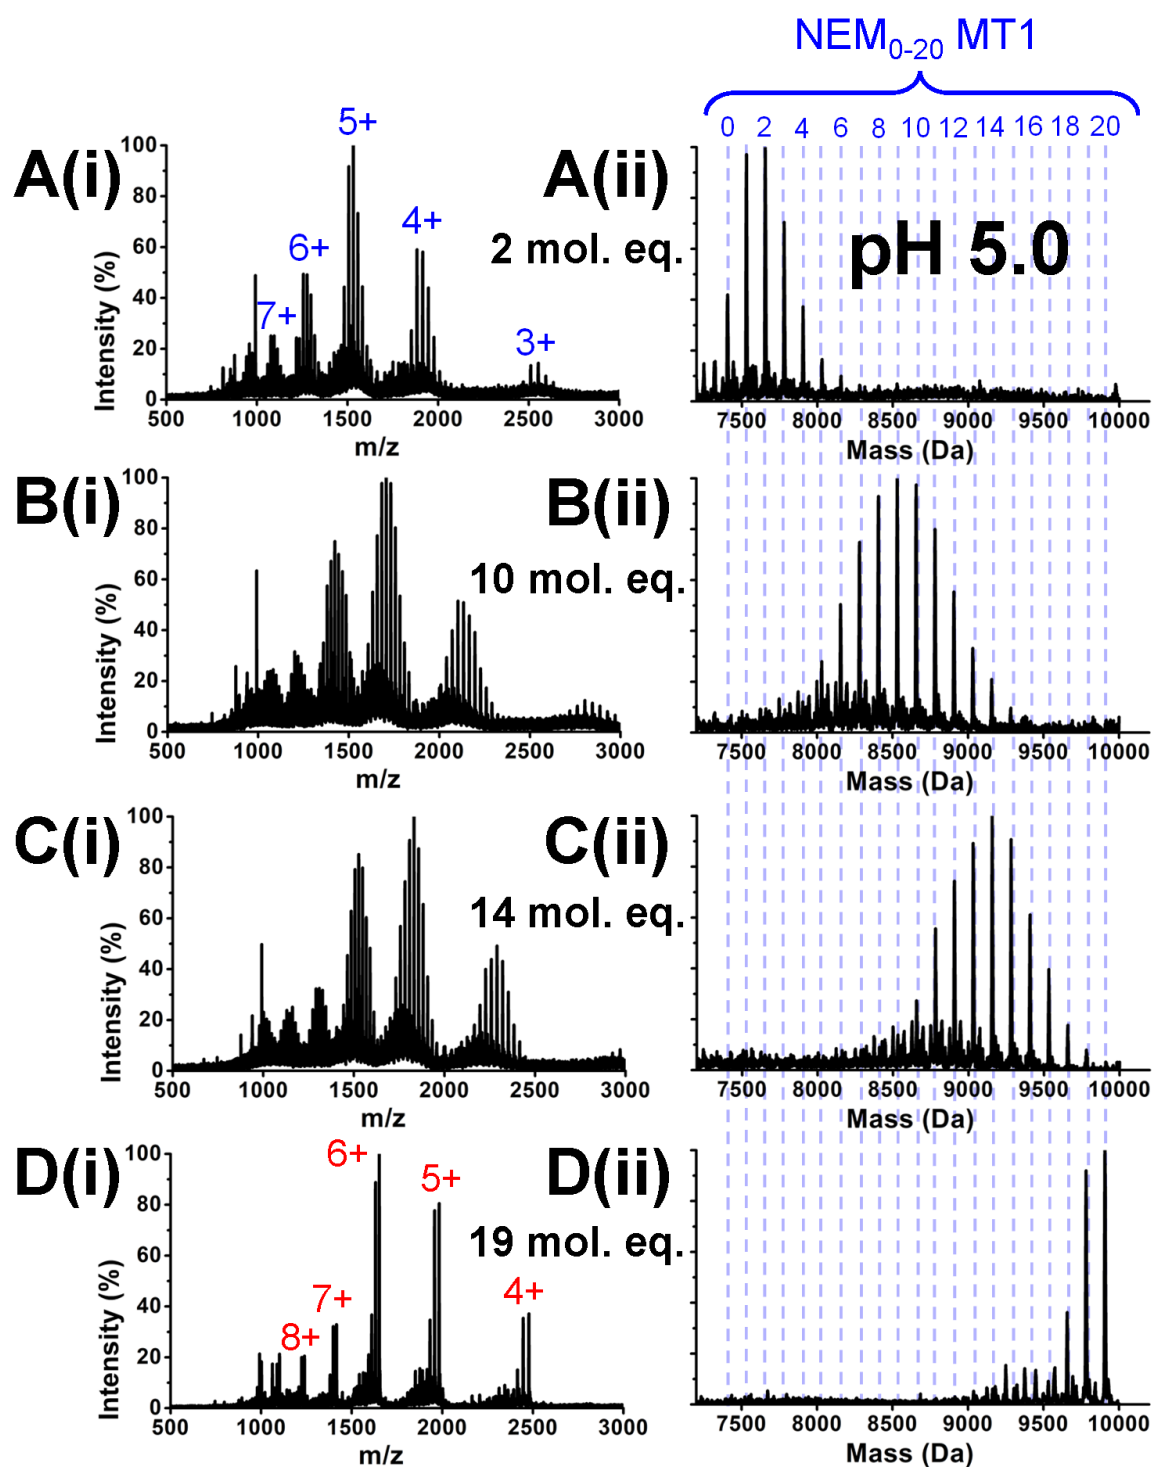 NEM0-20 MT1
0 2 4 6 8 10 12 14 16 18 20
A(i)
Intensity (%)
100
80
60
40
20
0
7+
6+
5+
4+
3+
500 1000 1500 2000 2500 3000
m/z
A(ii)
2 mol. eq.
pH 5.0
7500 8000 8500 9000 9500 10000
Mass (Da)
B(i)
Intensity (%)
100
80
60
40
20
0
500 1000 1500 2000 2500 3000
m/z
B(ii)
10 mol. eq.
7500 8000 8500 9000 9500 10000
Mass (Da)
C(i)
Intensity (%)
100
80
60
40
20
0
500 1000 1500 2000 2500 3000
m/z
C(ii)
14 mol. eq.
7500 8000 8500 9000 9500 10000
Mass (Da)
D(i)
Intensity (%)
100
80
60
40
20
0
8+
7+
6+
5+
4+
500 1000 1500 2000 2500 3000
m/z
D(ii)
19 mol. eq.
7500 8000 8500 9000 9500 10000
Mass (Da)